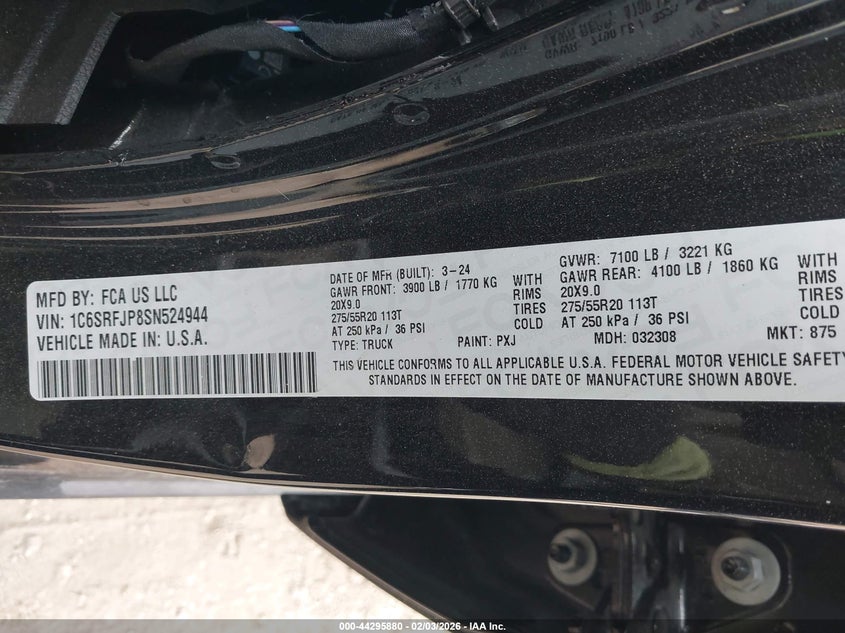 MFD BY: FCA US LLC
VIN: 1C6SRFJP8SN524944
VEHICLE MADE IN: U.S.A.
DATE OF MFR (BUILT): 3-24
GAWR FRONT: 3900 LB / 1770 KG WITH
20X9.0 RIMS
275/55R20 113T TIRES
AT 250 kPa / 36 PSI COLD
GVWR: 7100 LB / 3221 KG
GAWR REAR: 4100 LB / 1860 KG WITH
20X9.0 RIMS
275/55R20 113T TIRES
AT 250 kPa / 36 PSI COLD
TYPE: TRUCK PAINT: PXJ MDH: 032308 MKT: 875
THIS VEHICLE CONFORMS TO ALL APPLICABLE U.S.A. FEDERAL MOTOR VEHICLE SAFETY
STANDARDS IN EFFECT ON THE DATE OF MANUFACTURE SHOWN ABOVE.
000-44295880 - 02/03/2026 - IAA Inc.